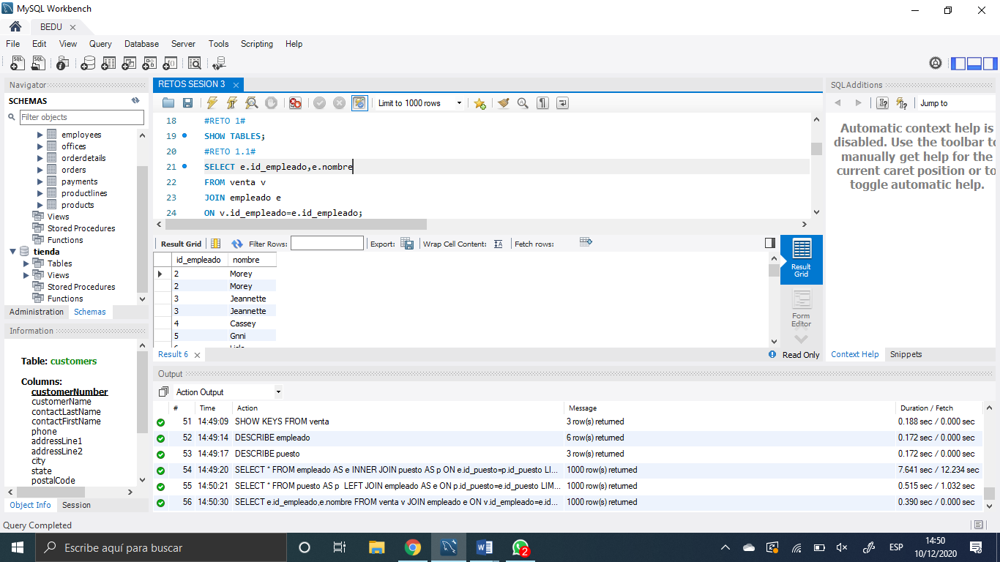 MySQL Workbench
BEDU
File Edit View Query Database Server Tools Scripting Help
Navigator
SCHEMAS
Filter objects
employees
offices
orderdetails
orders
payments
productlines
products
Views
Stored Procedures
Functions
tienda
Tables
Views
Stored Procedures
Functions
Administration Schemas
Information
Table: customers
Columns:
customerNumber
customerName
contactLastName
contactFirstName
phone
addressLine1
addressLine2
city
state
postalCode
Object Info Session
RETOS SESION 3
Limit to 1000 rows
18 #RETO 1#
19 SHOW TABLES;
20 #RETO 1.1#
21 SELECT e.id_empleado,e.nombre
22 FROM venta v
23 JOIN empleado e
24 ON v.id_empleado=e.id_empleado;
Result Grid Filter Rows: Export: Wrap Cell Content: Fetch rows:
id_empleado nombre
2 Morey
2 Morey
3 Jeannette
3 Jeannette
4 Cassey
5 Gnni
Result Grid
Form Editor
Result 6
Read Only
SQLAdditions
Jump to
Automatic context help is
disabled. Use the toolbar to
manually get help for the
current caret position or to
toggle automatic help.
Context Help Snippets
Output
Action Output
# Time Action Message Duration / Fetch
51 14:49:09 SHOW KEYS FROM venta 3 row(s) returned 0.188 sec / 0.000 sec
52 14:49:14 DESCRIBE empleado 6 row(s) returned 0.172 sec / 0.000 sec
53 14:49:17 DESCRIBE puesto 3 row(s) returned 0.172 sec / 0.000 sec
54 14:49:20 SELECT * FROM empleado AS e INNER JOIN puesto AS p ON e.id_puesto=p.id_puesto LI... 1000 row(s) returned 7.641 sec / 12.234 sec
55 14:50:21 SELECT * FROM puesto AS p LEFT JOIN empleado AS e ON p.id_puesto=e.id_puesto LIM... 1000 row(s) returned 0.515 sec / 1.032 sec
56 14:50:30 SELECT e.id_empleado,e.nombre FROM venta v JOIN empleado e ON v.id_empleado=e.id... 1000 row(s) returned 0.390 sec / 0.000 sec
Query Completed
Escribe aquí para buscar
2
ESP
14:50
10/12/2020